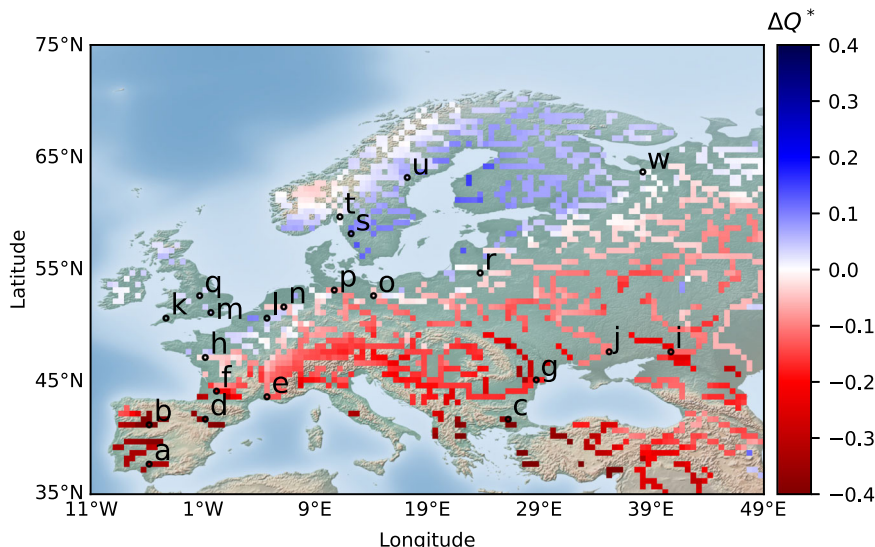 ΔQ*
75°N
65°N
55°N
45°N
35°N
Latitude
11°W 1°W 9°E 19°E 29°E 39°E 49°E
Longitude
0.4
0.3
0.2
0.1
0.0
−0.1
−0.2
−0.3
−0.4
w
u
t
s
r
q
p
o
n
k
m
l
h
j
i
f
e
g
b
d
c
a